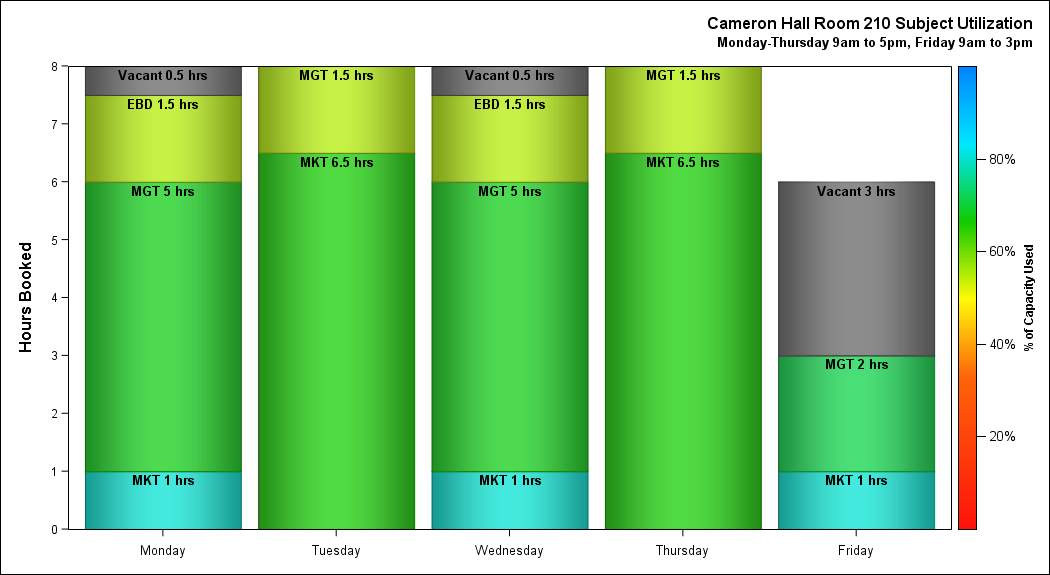 Cameron Hall Room 210 Subject Utilization
Monday-Thursday 9am to 5pm, Friday 9am to 3pm
Hours Booked
8
7
6
5
4
3
2
1
0
Vacant 0.5 hrs
EBD 1.5 hrs
MGT 5 hrs
MKT 1 hrs
MGT 1.5 hrs
MKT 6.5 hrs
Vacant 0.5 hrs
EBD 1.5 hrs
MGT 5 hrs
MKT 1 hrs
MGT 1.5 hrs
MKT 6.5 hrs
Vacant 3 hrs
MGT 2 hrs
MKT 1 hrs
Monday
Tuesday
Wednesday
Thursday
Friday
80%
60%
40%
20%
% of Capacity Used